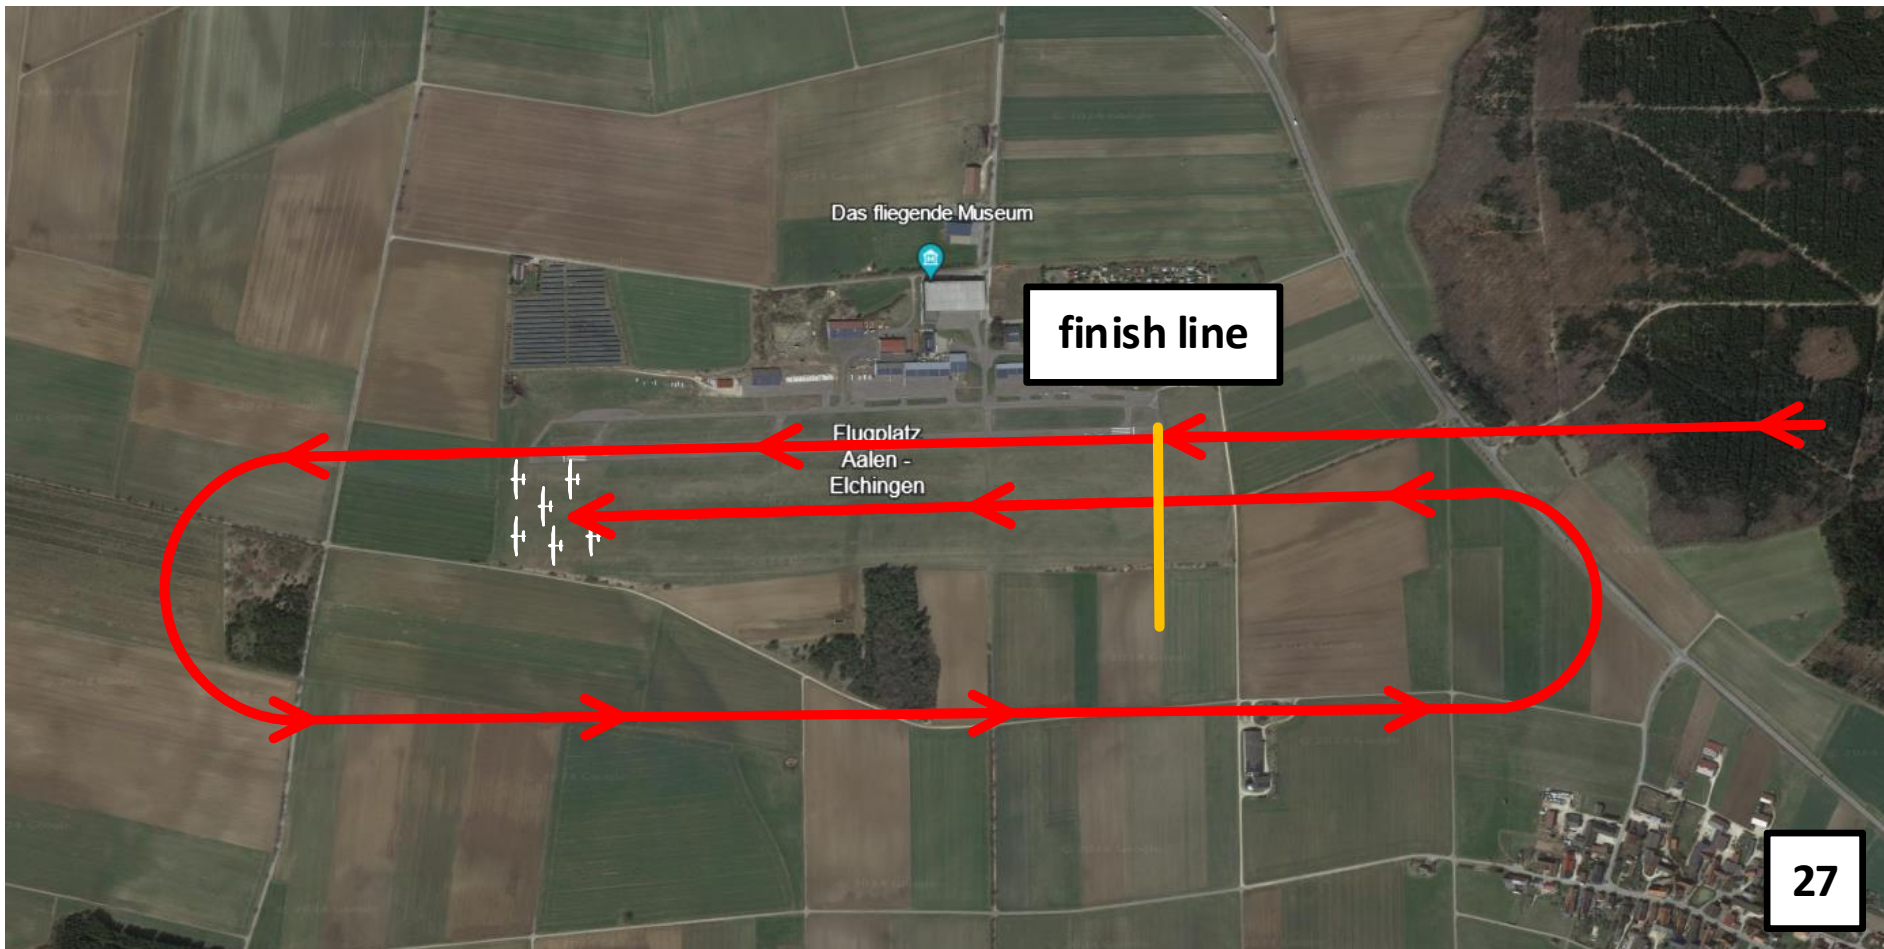 Das fliegende Museum
finish line
Flugplatz
Aalen -
Elchingen
27